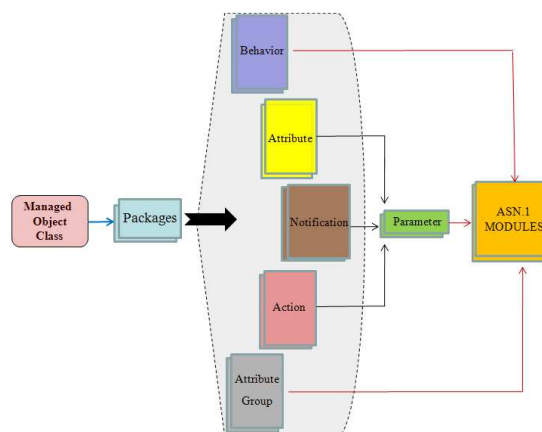 Behavior
Attribute
Managed
Object
Class
Packages
Notification
Parameter
ASN.1
MODULES
Action
Attribute
Group